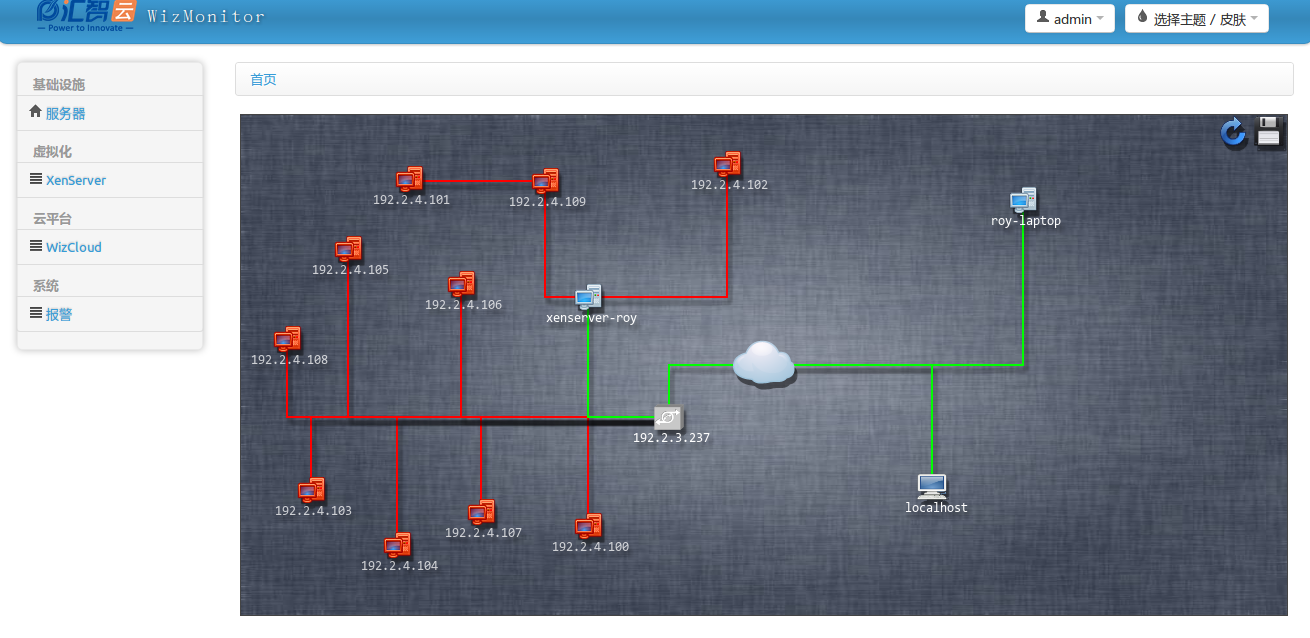 汇智云
— Power to Innovate —
WizMonitor
admin
选择主题 / 皮肤
基础设施
服务器
虚拟化
XenServer
云平台
WizCloud
系统
报警
首页
192.2.4.101
192.2.4.109
192.2.4.102
roy-laptop
192.2.4.105
192.2.4.106
xenserver-roy
192.2.4.108
192.2.3.237
192.2.4.103
192.2.4.107
192.2.4.100
192.2.4.104
localhost